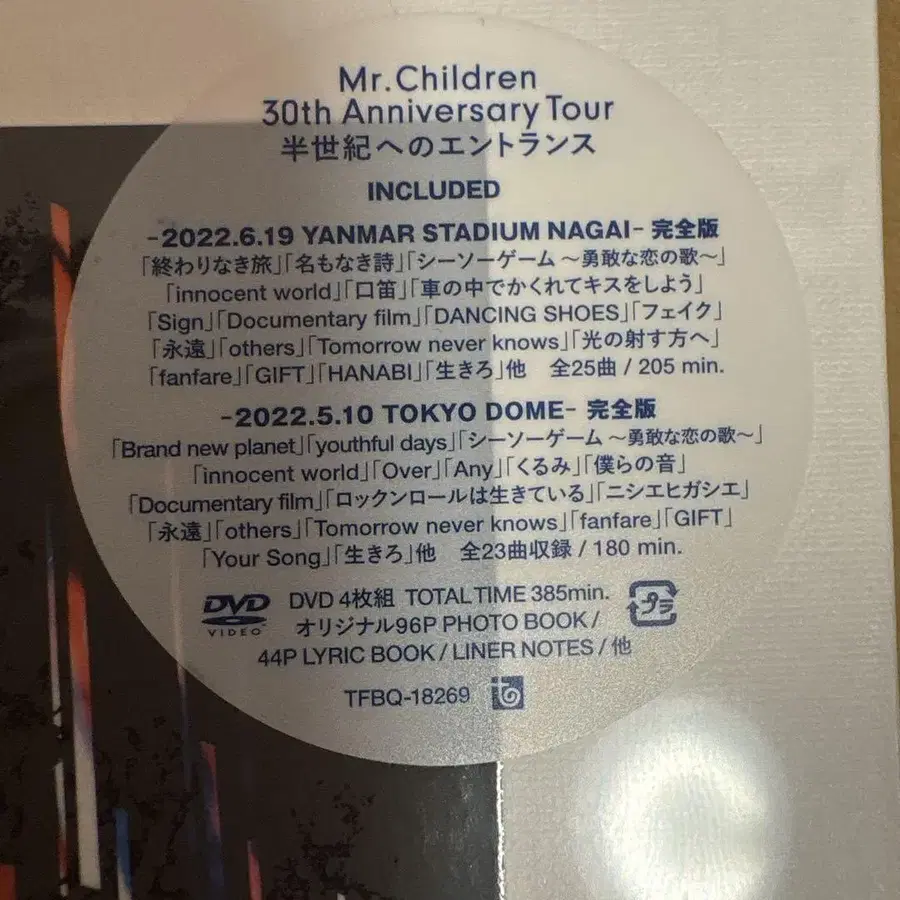 Mr.Children
30th Anniversary Tour
半世紀へのエントランス
INCLUDED
-2022.6.19 YANMAR STADIUM NAGAI- 完全版
「終わりなき旅」「名もなき詩」「シーソーゲーム ～勇敢な恋の歌～」
「innocent world」「口笛」「車の中でかくれてキスをしよう」
「Sign」「Documentary film」「DANCING SHOES」「フェイク」
「永遠」「others」「Tomorrow never knows」「光の射す方へ」
「fanfare」「GIFT」「HANABI」「生きろ」他　全25曲 / 205 min.
-2022.5.10 TOKYO DOME- 完全版
「Brand new planet」「youthful days」「シーソーゲーム ～勇敢な恋の歌～」
「innocent world」「Over」「Any」「くるみ」「僕らの音」
「Documentary film」「ロックンロールは生きている」「ニシエヒガシエ」
「永遠」「others」「Tomorrow never knows」「fanfare」「GIFT」
「Your Song」「生きろ」他　全23曲収録 / 180 min.
DVD VIDEO DVD 4枚組 TOTAL TIME 385min. プラ
オリジナル96P PHOTO BOOK /
44P LYRIC BOOK / LINER NOTES / 他
TFBQ-18269